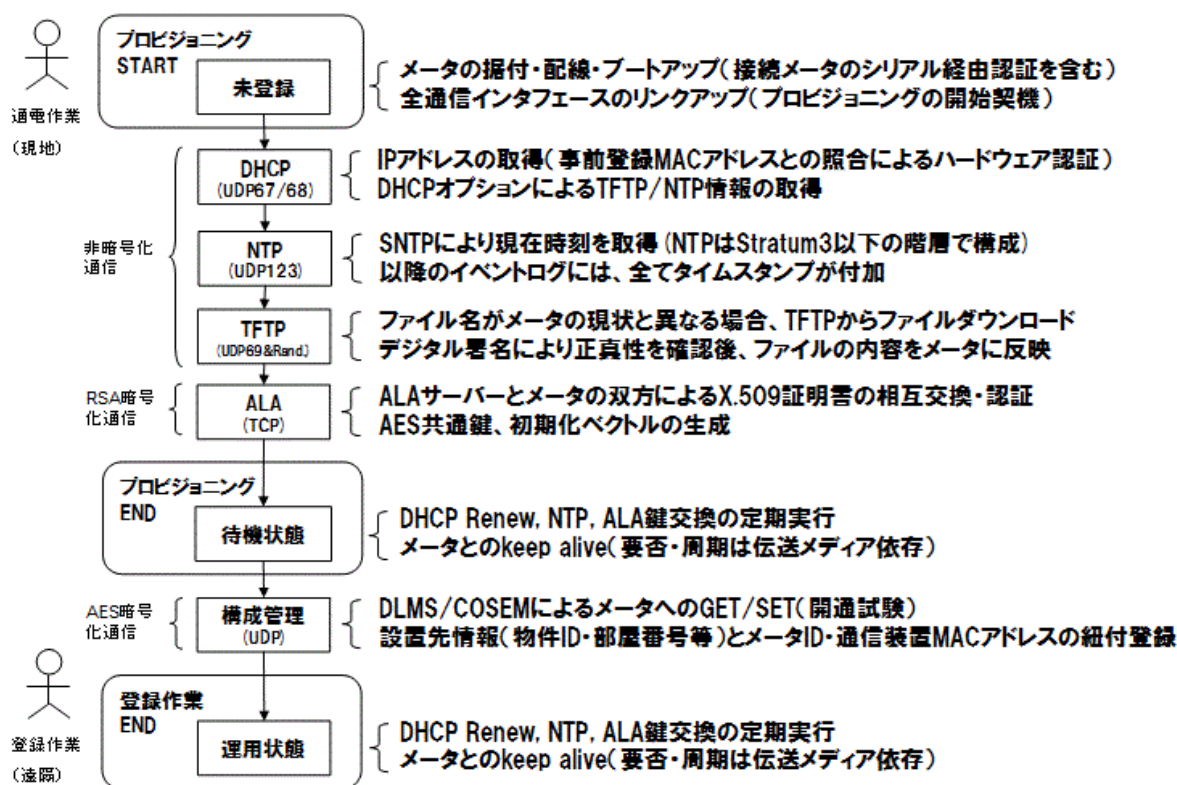 プロビジョニング
START
未登録
メータの据付・配線・ブートアップ(接続メータのシリアル経由認証を含む)
全通信インタフェースのリンクアップ(プロビジョニングの開始契機)
通電作業
(現地)
DHCP
(UDP67/68)
IPアドレスの取得(事前登録MACアドレスとの照合によるハードウェア認証)
DHCPオプションによるTFTP/NTP情報の取得
非暗号化
通信
NTP
(UDP123)
SNTPにより現在時刻を取得(NTPはStratum3以下の階層で構成)
以降のイベントログには、全てタイムスタンプが付加
TFTP
(UDP69&Rand.)
ファイル名がメータの現状と異なる場合、TFTPからファイルダウンロード
デジタル署名により正真性を確認後、ファイルの内容をメータに反映
RSA暗号
化通信
ALA
(TCP)
ALAサーバーとメータの双方によるX.509証明書の相互交換・認証
AES共通鍵、初期化ベクトルの生成
プロビジョニング
END
待機状態
DHCP Renew, NTP, ALA鍵交換の定期実行
メータとのkeep alive(要否・周期は伝送メディア依存)
AES暗号
化通信
構成管理
(UDP)
DLMS/COSEMによるメータへのGET/SET(開通試験)
設置先情報(物件ID・部屋番号等)とメータID・通信装置MACアドレスの紐付登録
登録作業
END
運用状態
DHCP Renew, NTP, ALA鍵交換の定期実行
メータとのkeep alive(要否・周期は伝送メディア依存)
登録作業
(遠隔)